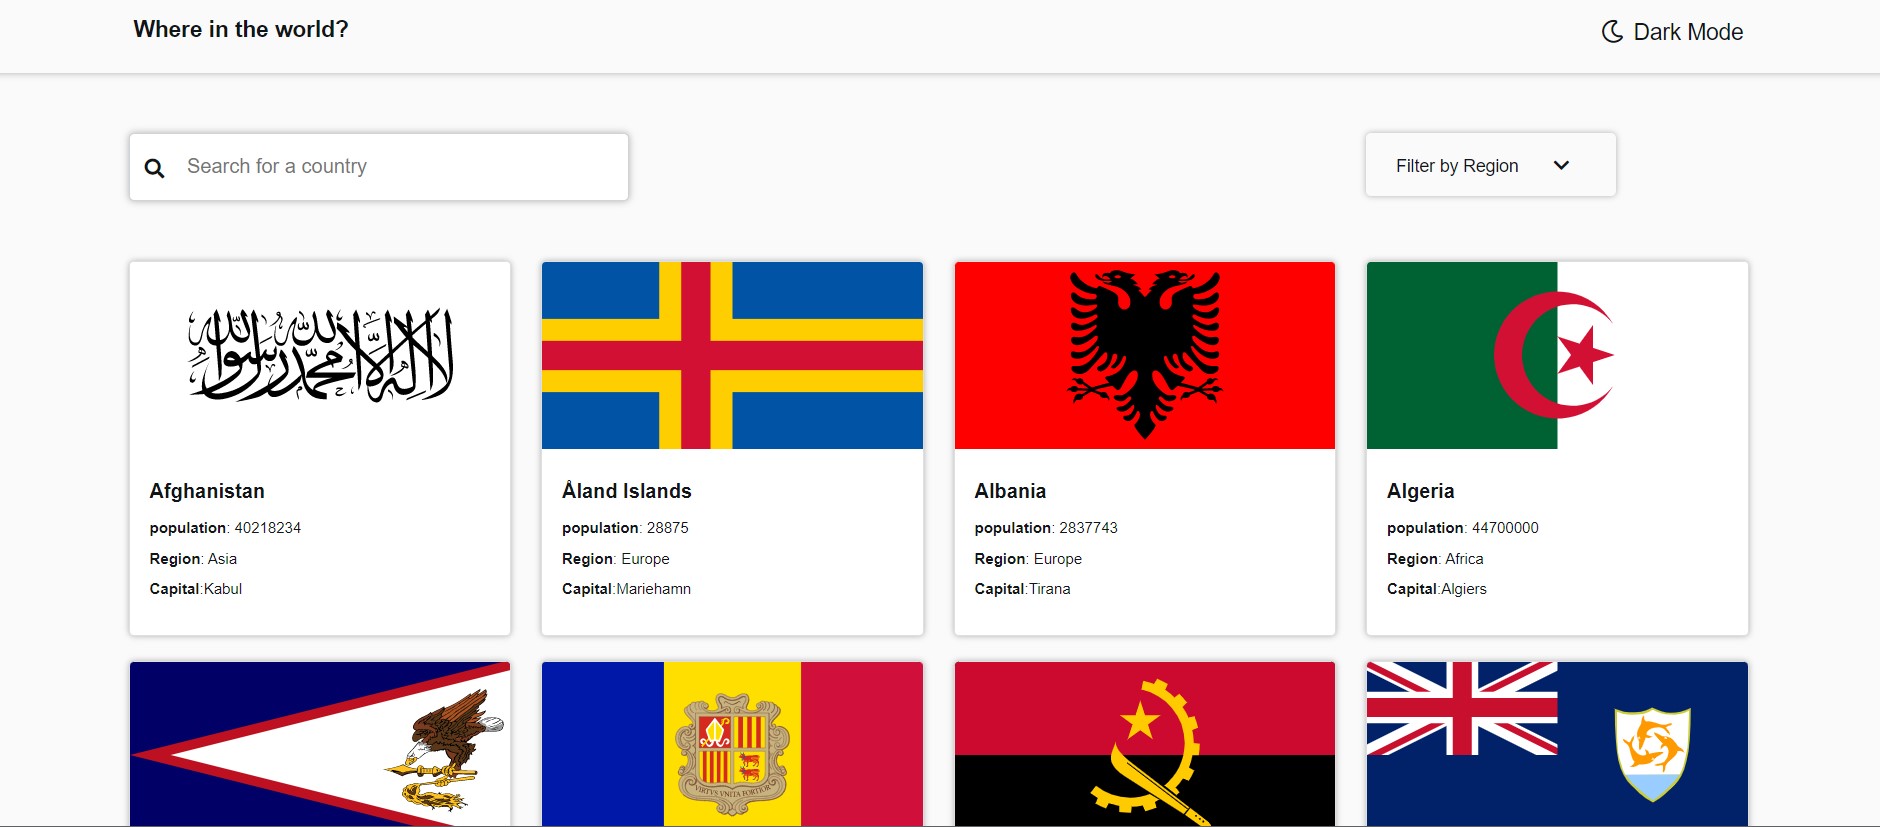 Where in the world?
Dark Mode
Search for a country
Filter by Region
لا إله إلا الله محمد رسول الله
Afghanistan
population: 40218234
Region: Asia
Capital:Kabul
Åland Islands
population: 28875
Region: Europe
Capital:Mariehamn
Albania
population: 2837743
Region: Europe
Capital:Tirana
Algeria
population: 44700000
Region: Africa
Capital:Algiers
VIRTVS VNITA FORTIOR